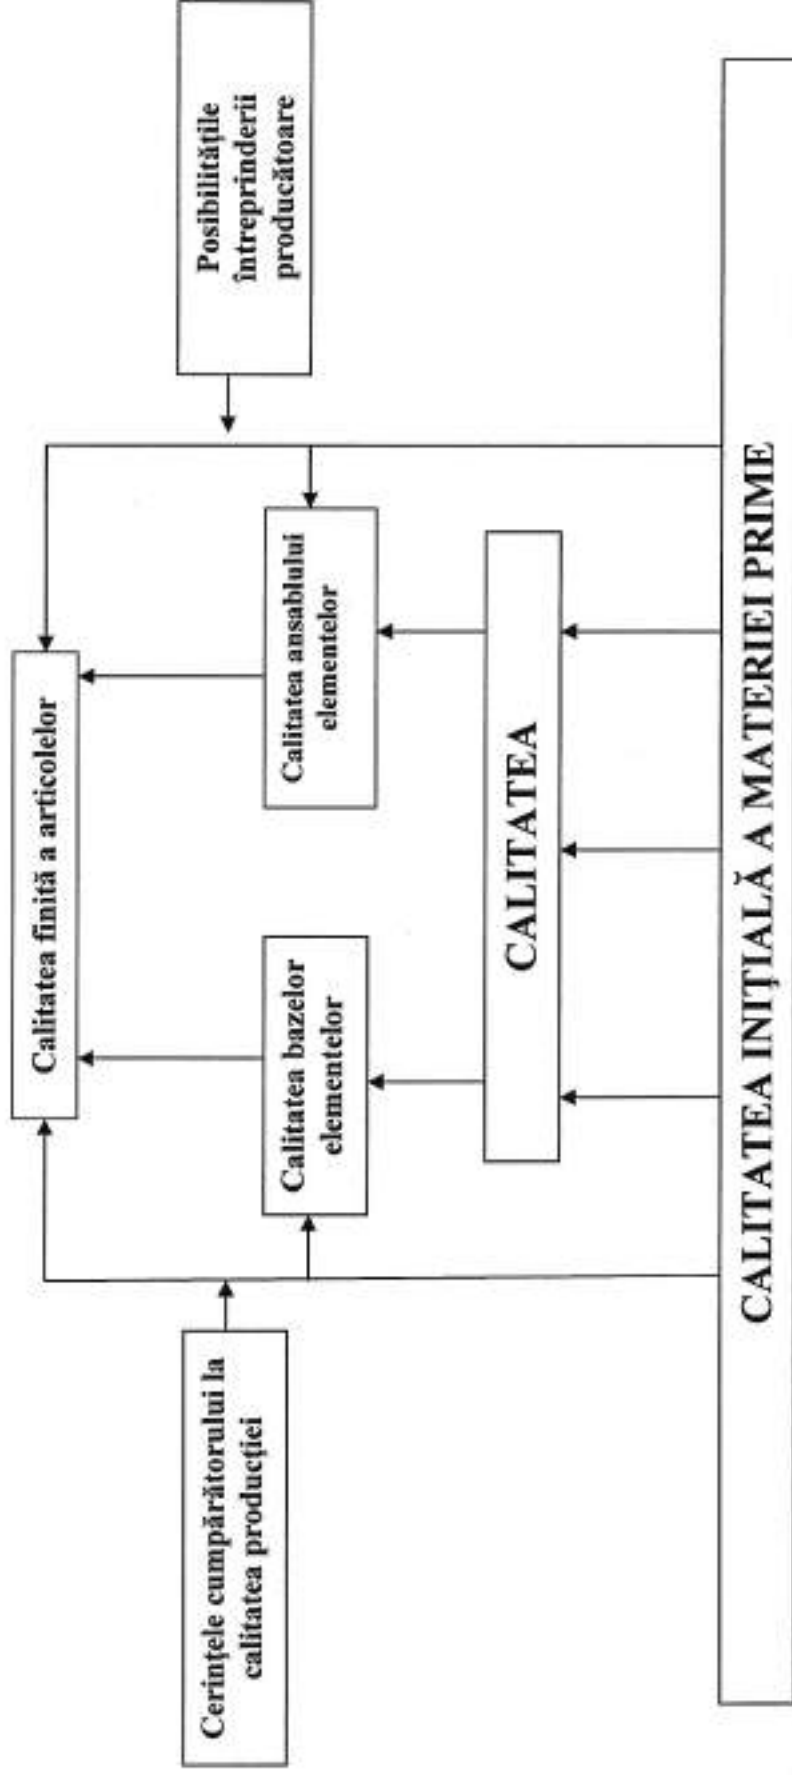 Calitatea finită a articolelor
Cerințele cumpărătorului la
calitatea producției
Posibilitățile
întreprinderii
producătoare
Calitatea bazelor
elementelor
Calitatea ansablului
elementelor
CALITATEA
CALITATEA INIȚIALĂ A MATERIEI PRIME